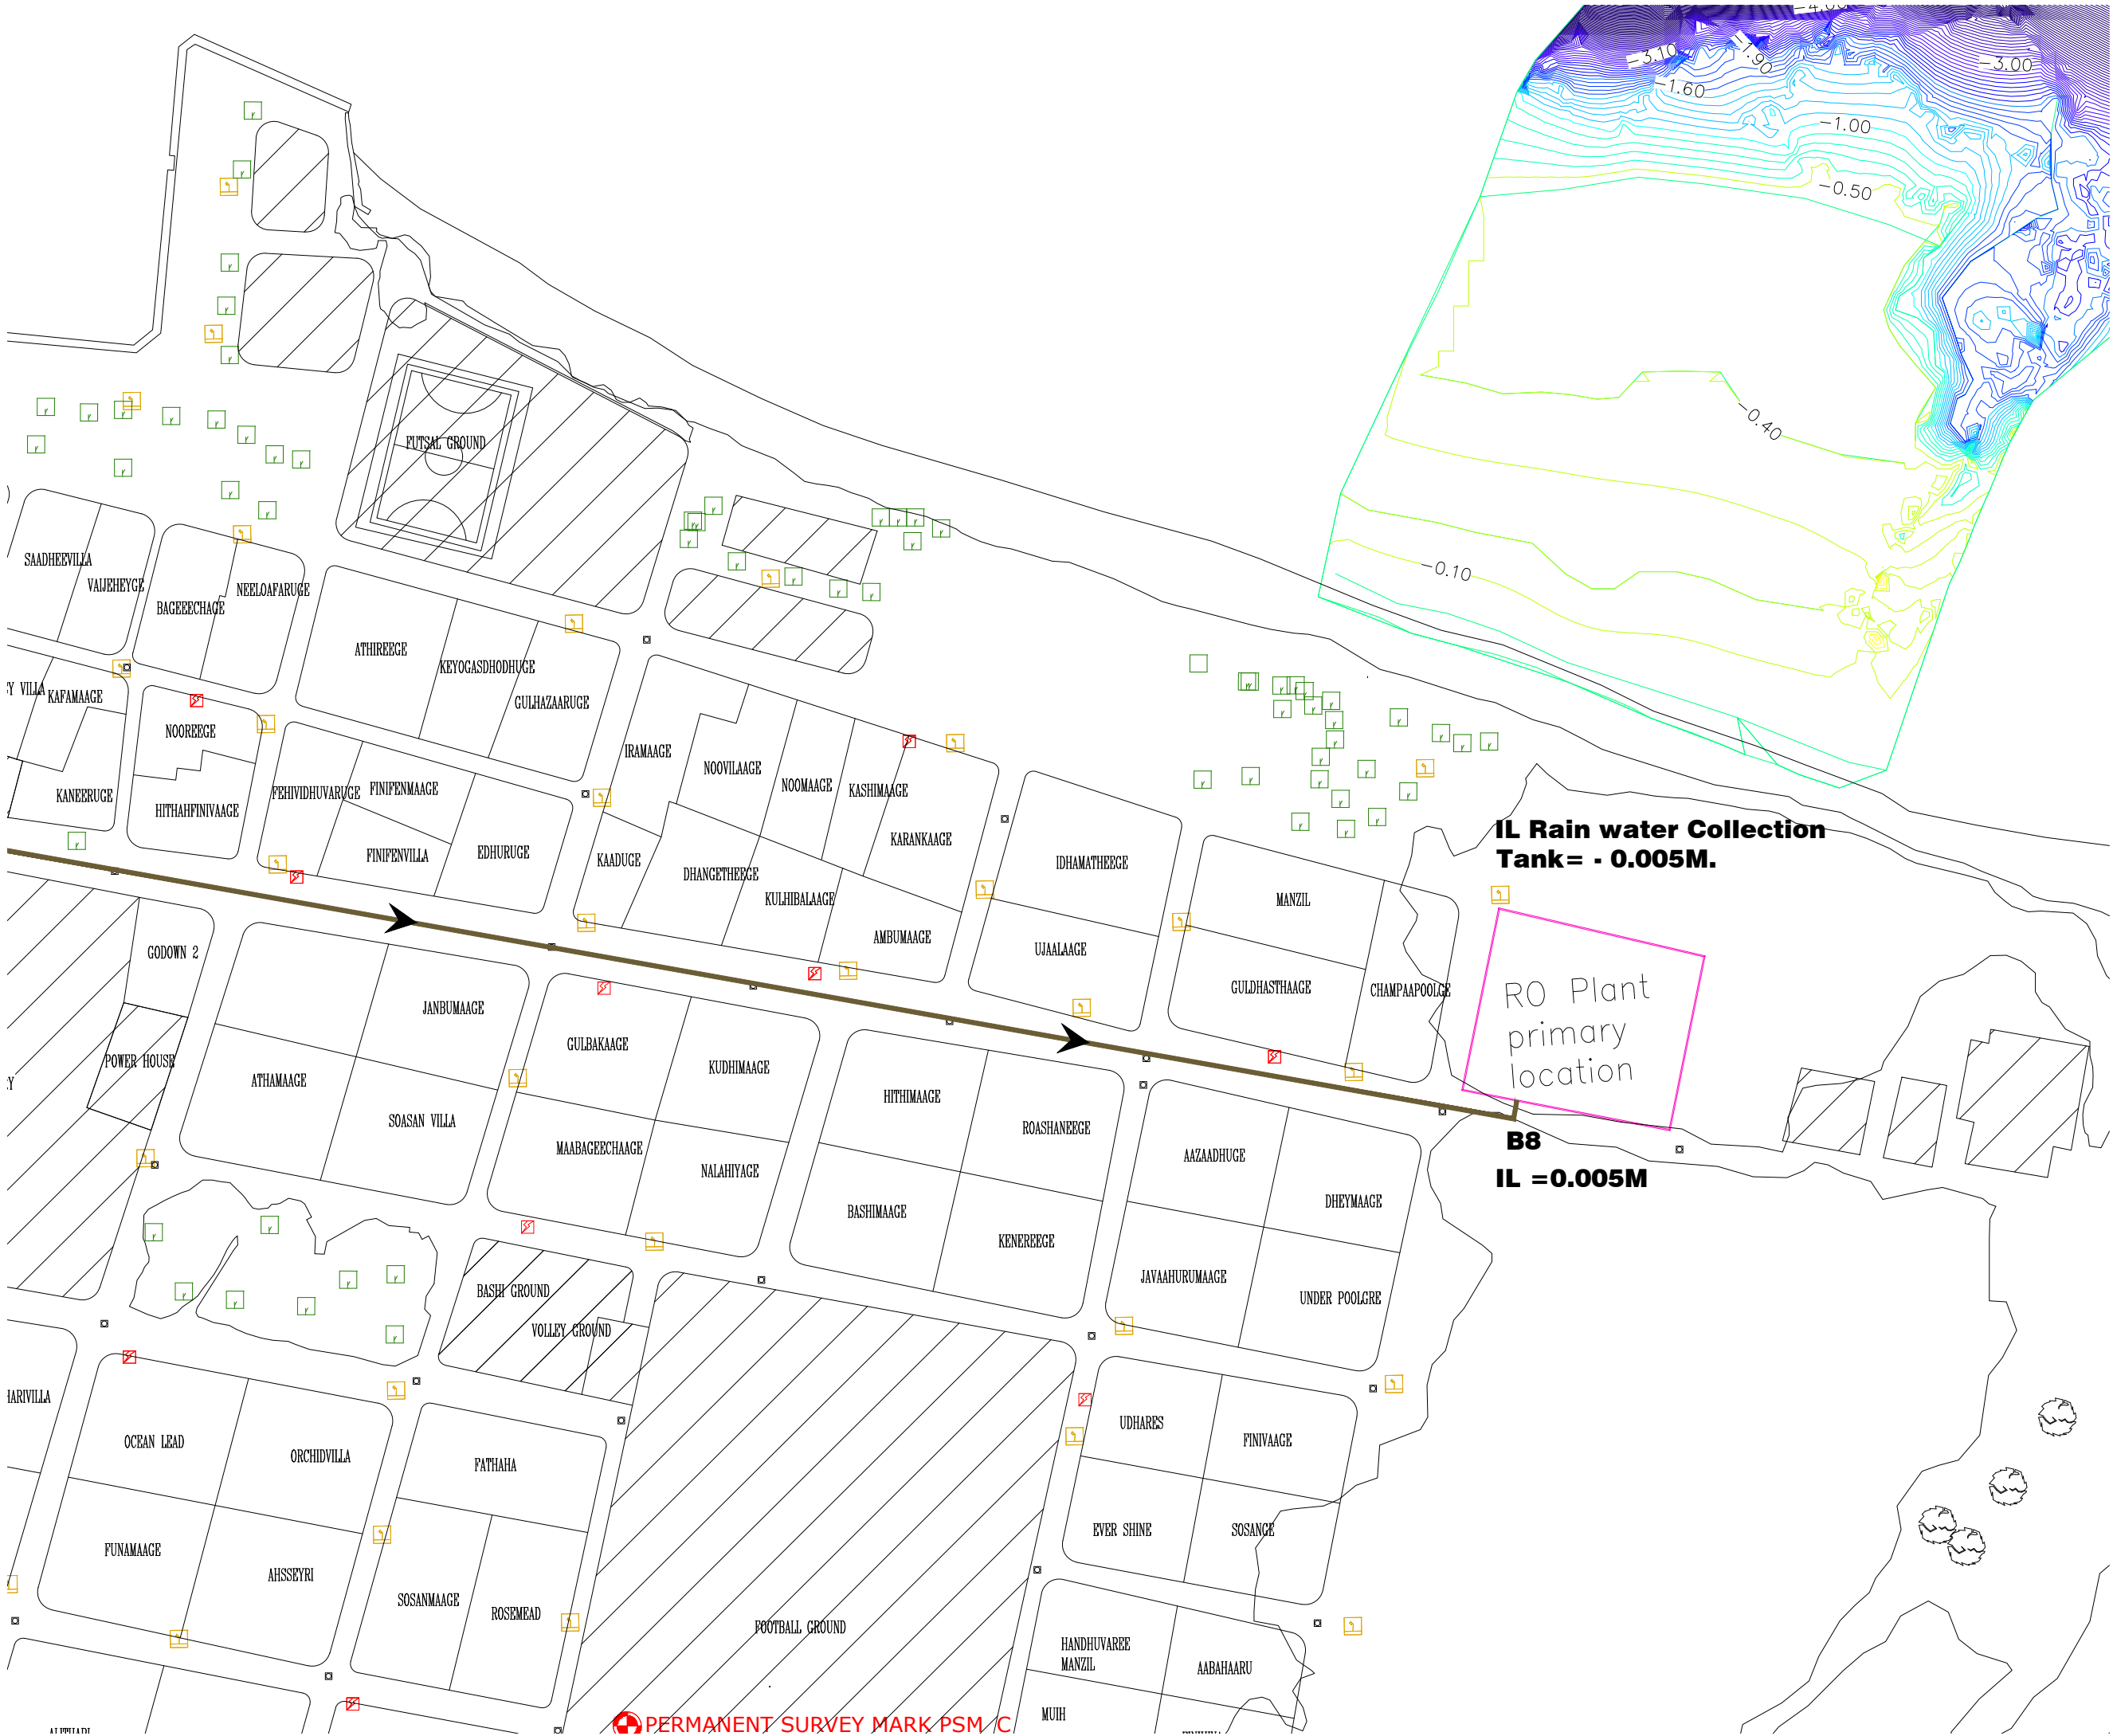 -4.00
-3.10
-1.90
-3.00
-1.60
-1.00
-0.50
-0.40
-0.10
FUTSAL GROUND
SAADHEEVILLA
VAIJEHEYGE
BAGEEECHAGE
NEELOAFARUGE
ATHIREEGE
KEYOGASDHODHUGE
GULHAZAARUGE
VILLA
KAFAMAAGE
NOOREEGE
KANEERUGE
HITHAHFINIVAAGE
FEHIVIDHUVARUGE
FINIFENMAAGE
FINIFENVILLA
EDHURUGE
IRAMAAGE
NOOVILAAGE
NOOMAAGE
KASHIMAAGE
KARANKAAGE
KAADUGE
DHANGETHEEGE
KULHIBALAAGE
AMBUMAAGE
IDHAMATHEEGE
UJAALAAGE
MANZIL
GULDHASTHAAGE
CHAMPAAPOOLGE
IL Rain water Collection
Tank= - 0.005M.
RO Plant
primary
location
B8
IL =0.005M
GODOWN 2
POWER HOUSE
JANBUMAAGE
ATHAMAAGE
SOASAN VILLA
GULBAKAAGE
KUDHIMAAGE
MAABAGEECHAAGE
NALAHIYAGE
HITHIMAAGE
ROASHANEEGE
BASHIMAAGE
KENEREEGE
AAZAADHUGE
DHEYMAAGE
JAVAAHURUMAAGE
UNDER POOLGRE
BASHI GROUND
VOLLEY GROUND
HARIVILLA
OCEAN LEAD
ORCHIDVILLA
FUNAMAAGE
AHSSEYRI
FATHAHA
SOSANMAAGE
ROSEMEAD
FOOTBALL GROUND
UDHARES
FINIVAAGE
EVER SHINE
SOSANGE
HANDHUVAREE
MANZIL
AABAHAARU
MUIH
PERMANENT SURVEY MARK PSM C